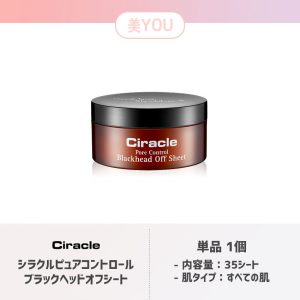 美YOU
Ciracle
Pore Control
Blackhead Off Sheet
Ciracle
シラクルピュアコントロール
ブラックヘッドオフシート
単品 1個
- 内容量：35シート
- 肌タイプ：すべての肌